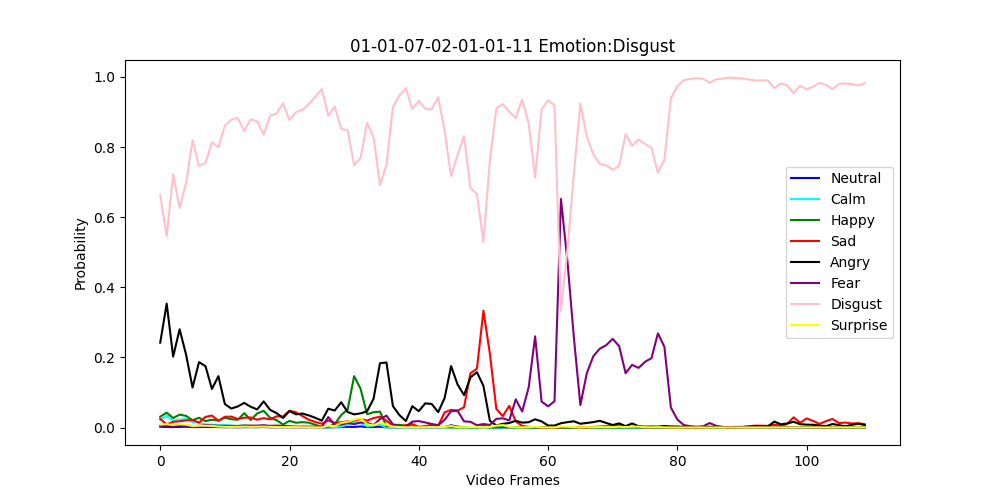 01-01-07-02-01-01-11 Emotion:Disgust
1.0
0.8
0.6
0.4
0.2
0.0
Probability
0 20 40 60 80 100
Video Frames
Neutral
Calm
Happy
Sad
Angry
Fear
Disgust
Surprise